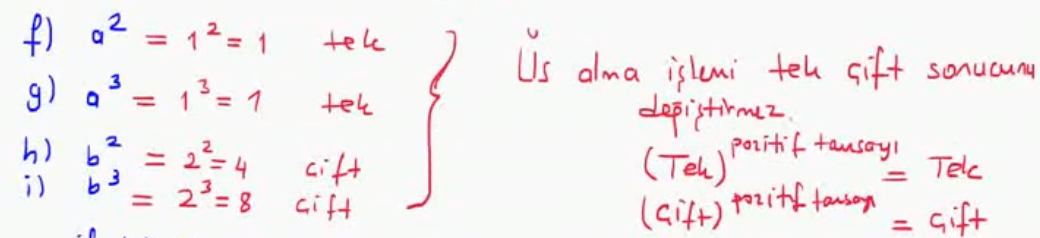 f) a² = 1² = 1 tek
g) a³ = 1³ = 1 tek
h) b² = 2² = 4 çift
i) b³ = 2³ = 8 çift
Üs alma işlemi tek çift sonucunu
değiştirmez.
(Tek)^pozitif tamsayı = Tek
(Çift)^pozitif tamsayı = Çift